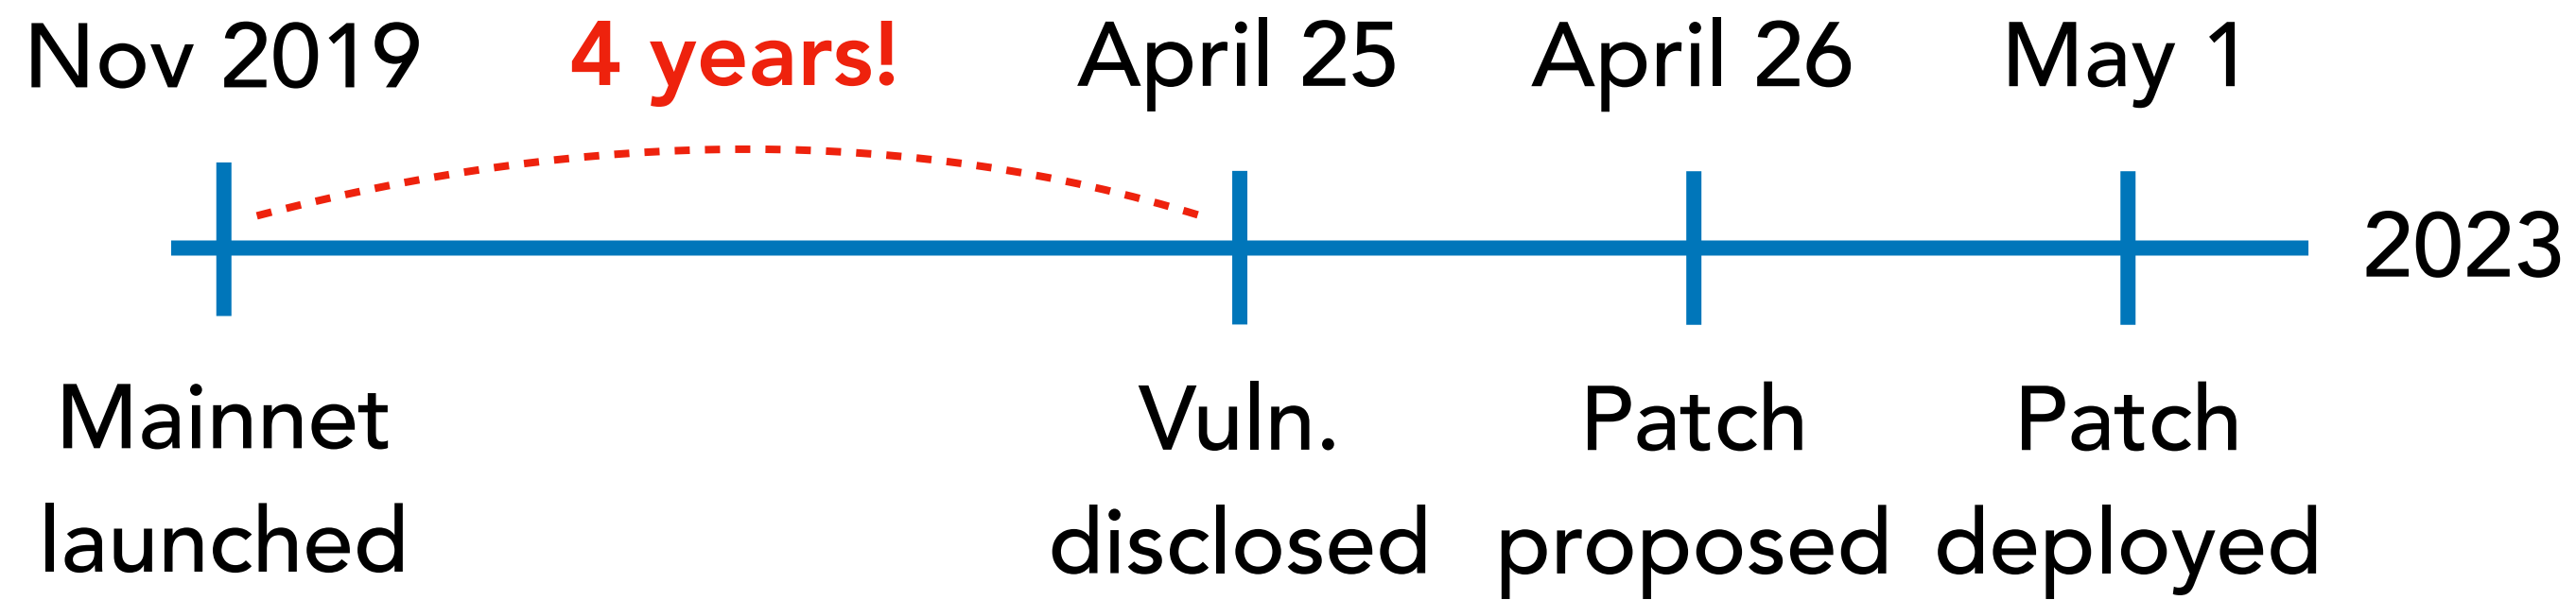 Nov 2019 4 years! April 25 April 26 May 1
2023
Mainnet Vuln. Patch Patch
launched disclosed proposed deployed